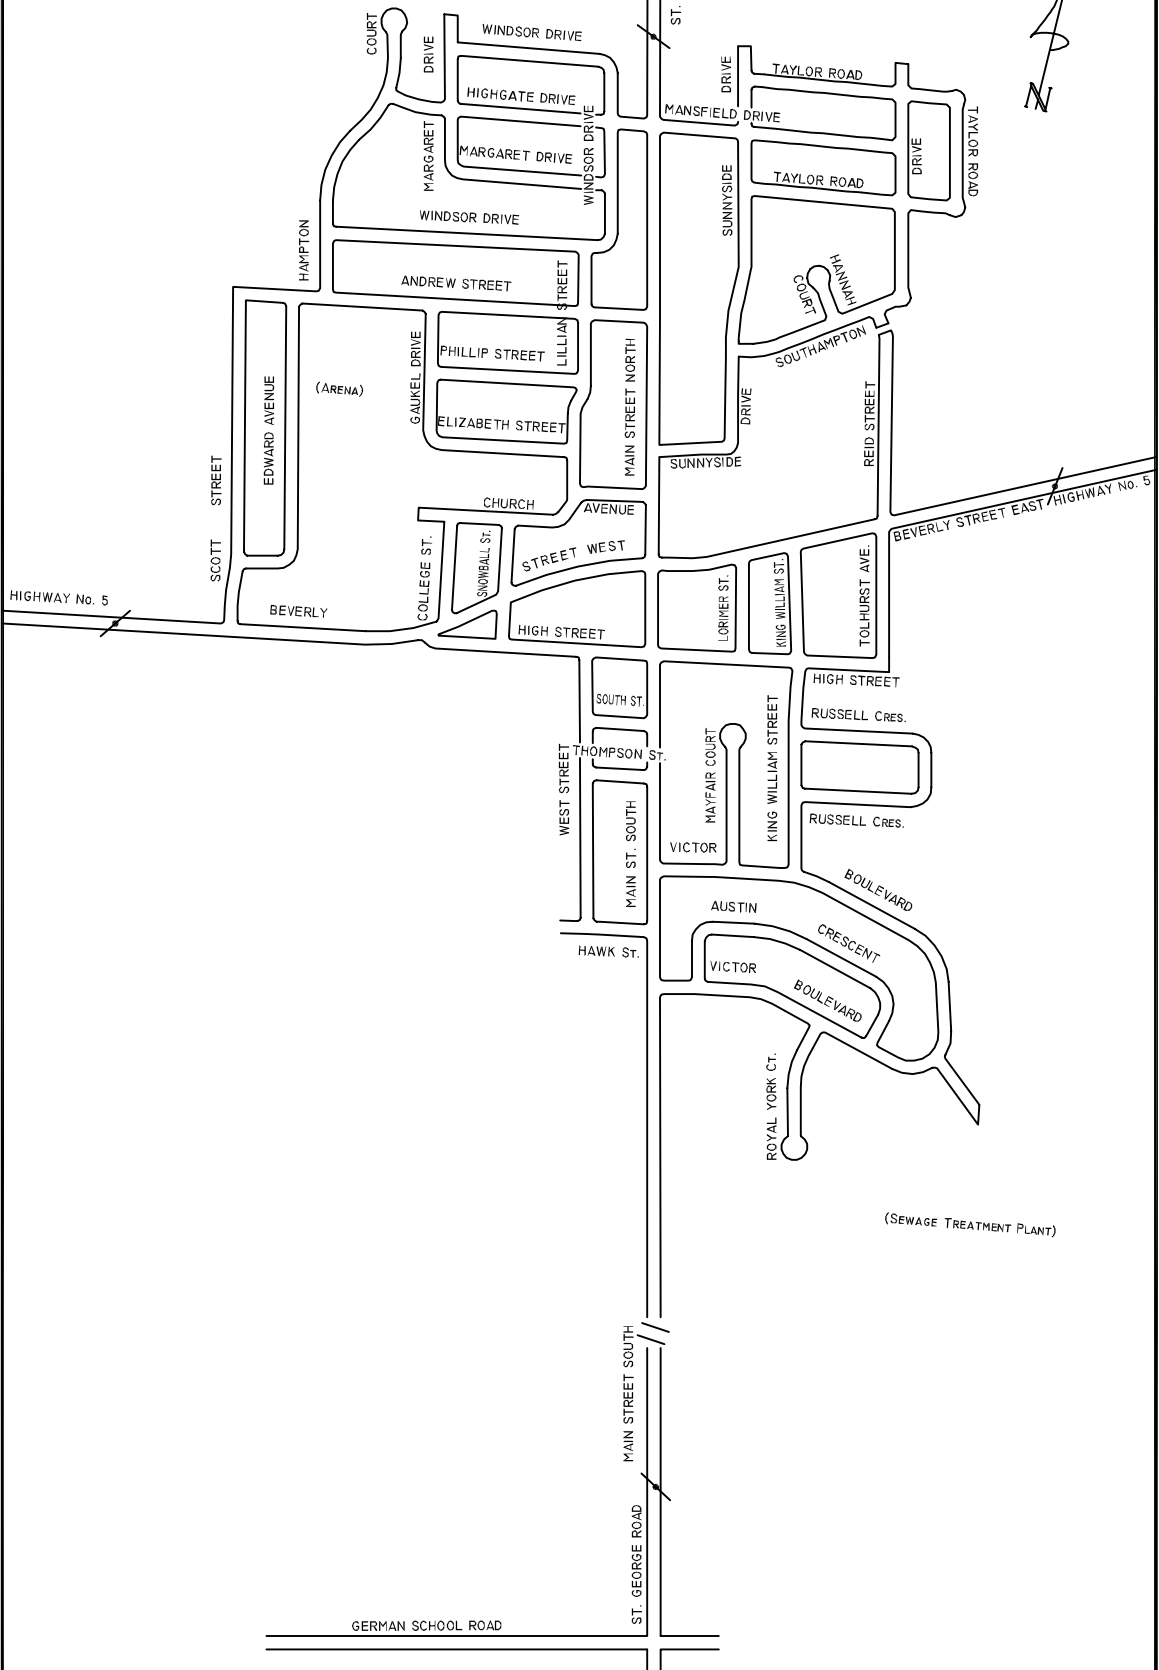 COURT
DRIVE
WINDSOR DRIVE
ST.
N
DRIVE
TAYLOR ROAD
HIGHGATE DRIVE
WINDSOR DRIVE
MANSFIELD DRIVE
TAYLOR ROAD
MARGARET
MARGARET DRIVE
DRIVE
SUNNYSIDE
TAYLOR ROAD
WINDSOR DRIVE
HAMPTON
ANDREW STREET
LILLIAN STREET
HANNAH
COURT
SOUTHAMPTON
GAUKEL DRIVE
PHILLIP STREET
MAIN STREET NORTH
(ARENA)
EDWARD AVENUE
DRIVE
REID STREET
ELIZABETH STREET
SUNNYSIDE
SCOTT STREET
CHURCH
AVENUE
HIGHWAY No. 5
BEVERLY STREET EAST
COLLEGE ST.
SNOWBALL ST.
STREET WEST
LORIMER ST.
KING WILLIAM ST.
TOLHURST AVE.
HIGHWAY No. 5
BEVERLY
HIGH STREET
HIGH STREET
SOUTH ST.
RUSSELL CRES.
WEST STREET
THOMPSON ST.
MAYFAIR COURT
KING WILLIAM STREET
RUSSELL CRES.
MAIN ST. SOUTH
VICTOR
BOULEVARD
AUSTIN
CRESCENT
HAWK ST.
VICTOR
BOULEVARD
ROYAL YORK CT.
(SEWAGE TREATMENT PLANT)
MAIN STREET SOUTH
ST. GEORGE ROAD
GERMAN SCHOOL ROAD